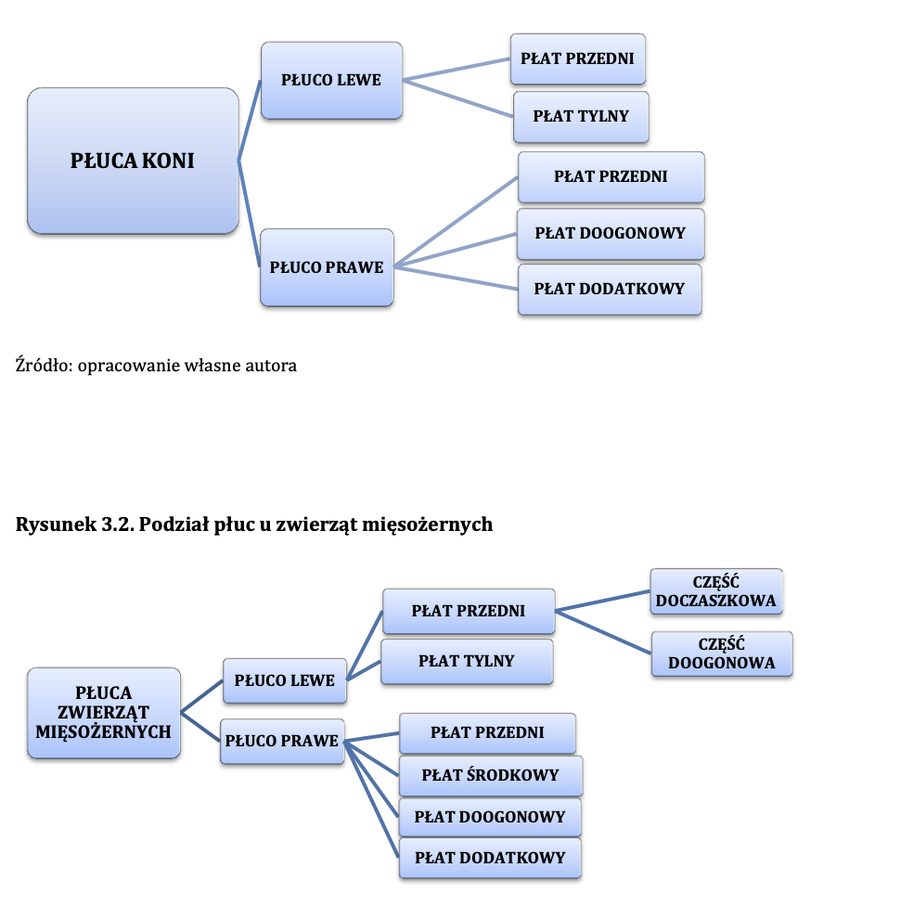 PŁUCA KONI
PŁUCO LEWE
PŁAT PRZEDNI
PŁAT TYLNY
PŁUCO PRAWE
PŁAT PRZEDNI
PŁAT DOOGONOWY
PŁAT DODATKOWY
Źródło: opracowanie własne autora
Rysunek 3.2. Podział płuc u zwierząt mięsożernych
PŁUCA
ZWIERZĄT
MIĘSOŻERNYCH
PŁUCO LEWE
PŁAT PRZEDNI
CZĘŚĆ
DOCZASZKOWA
CZĘŚĆ
DOOGONOWA
PŁAT TYLNY
PŁUCO PRAWE
PŁAT PRZEDNI
PŁAT ŚRODKOWY
PŁAT DOOGONOWY
PŁAT DODATKOWY